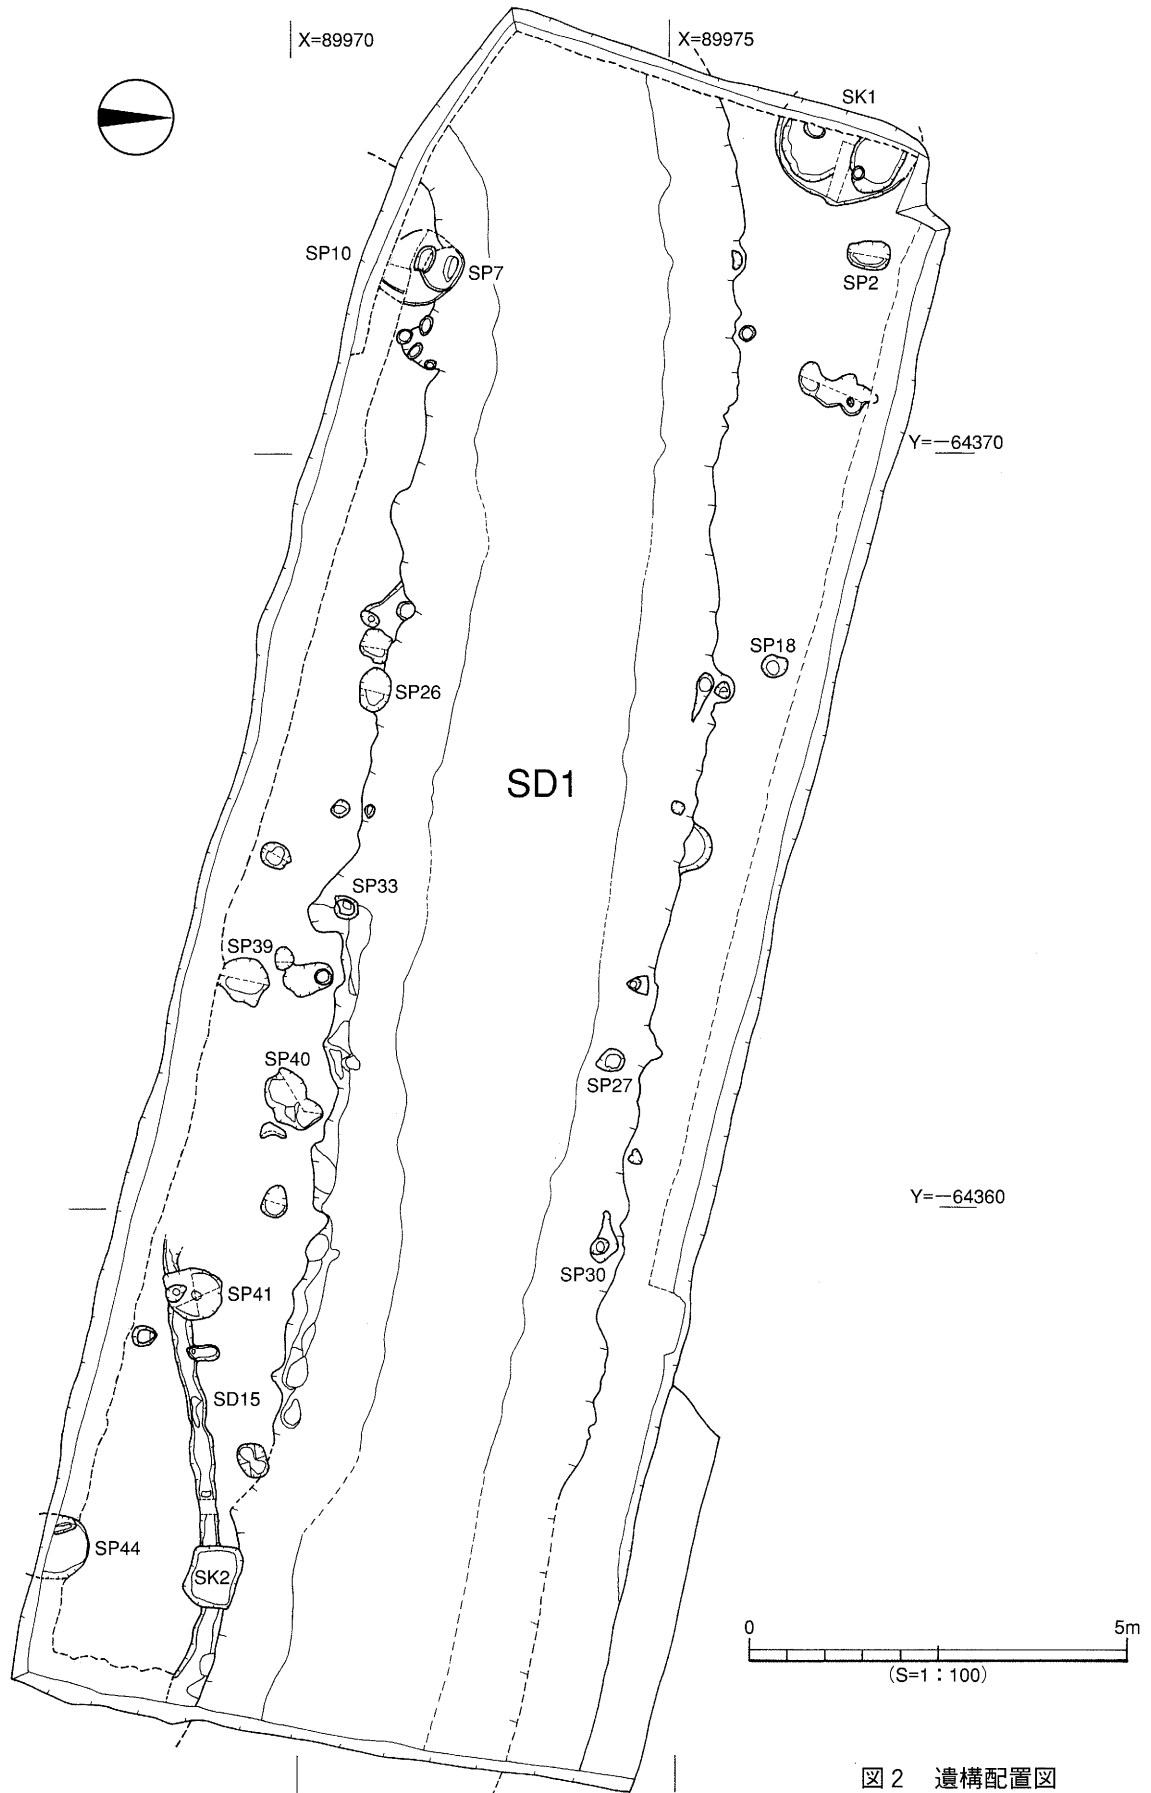 X=89970
X=89975
SK1
SP10
SP7
SP2
Y=−64370
SP18
SP26
SD1
SP33
SP39
SP40
SP27
Y=−64360
SP30
SP41
SD15
SP44
SK2
0 5m
(S=1：100)
図2 遺構配置図